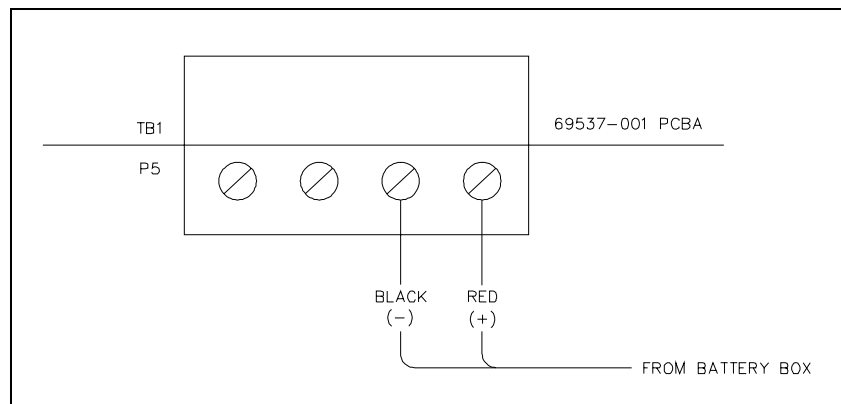 TB1
69537-001 PCBA
P5
BLACK
(-)
RED
(+)
FROM BATTERY BOX